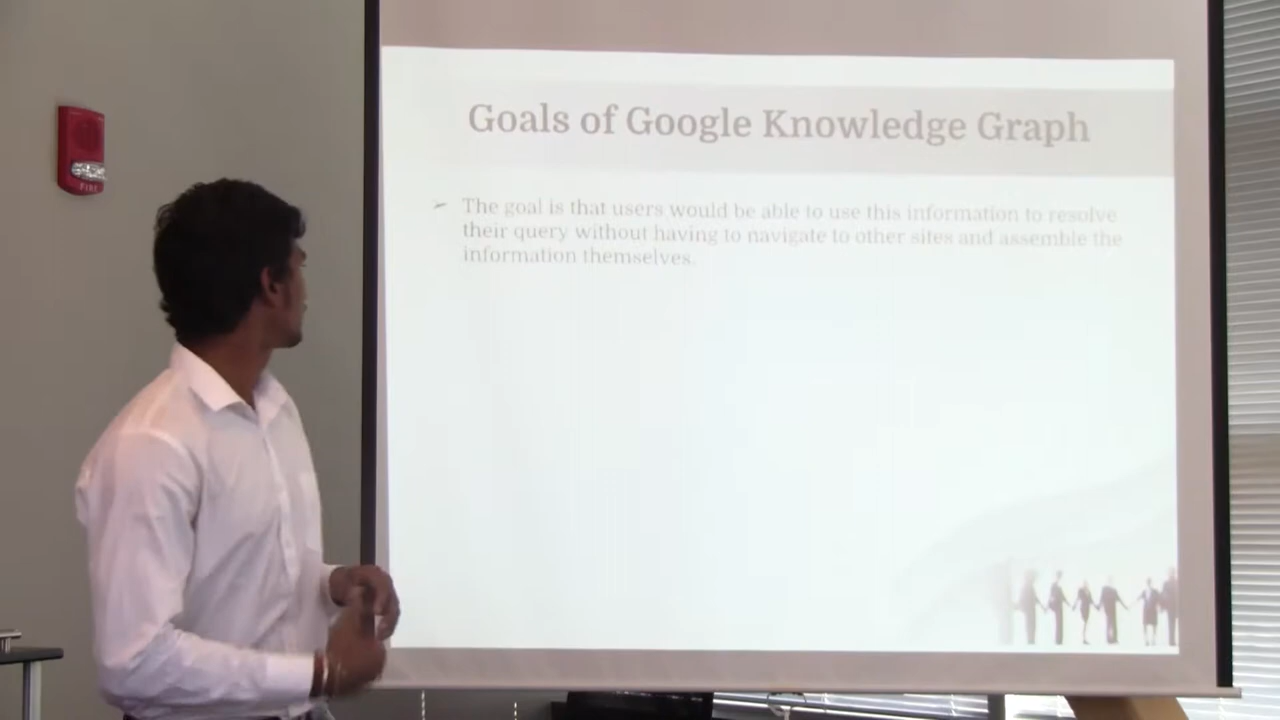 FIRE
Goals of Google Knowledge Graph
The goal is that users would be able to use this information to resolve
their query without having to navigate to other sites and assemble the
information themselves.